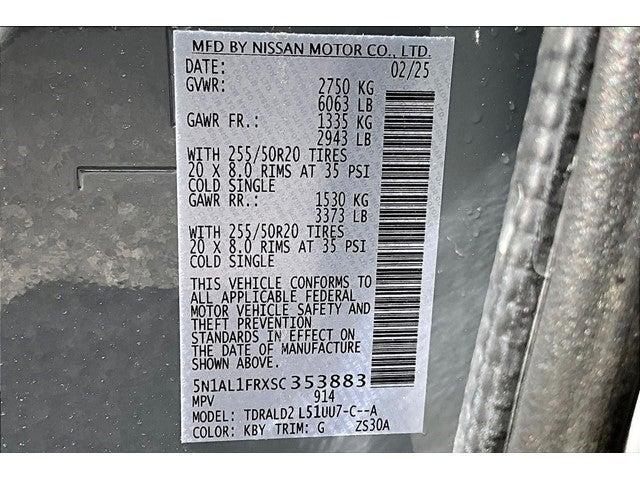 MFD BY NISSAN MOTOR CO., LTD.
DATE: 02/25
GVWR: 2750 KG
6063 LB
GAWR FR.: 1335 KG
2943 LB
WITH 255/50R20 TIRES
20 X 8.0 RIMS AT 35 PSI
COLD SINGLE
GAWR RR.: 1530 KG
3373 LB
WITH 255/50R20 TIRES
20 X 8.0 RIMS AT 35 PSI
COLD SINGLE
THIS VEHICLE CONFORMS TO
ALL APPLICABLE FEDERAL
MOTOR VEHICLE SAFETY AND
THEFT PREVENTION
STANDARDS IN EFFECT ON
THE DATE OF MANUFACTURE
SHOWN ABOVE.
5N1AL1FRXSC 353883
MPV 914
MODEL: TDRALD2 L51UU7-C--A
COLOR: KBY TRIM: G ZS30A